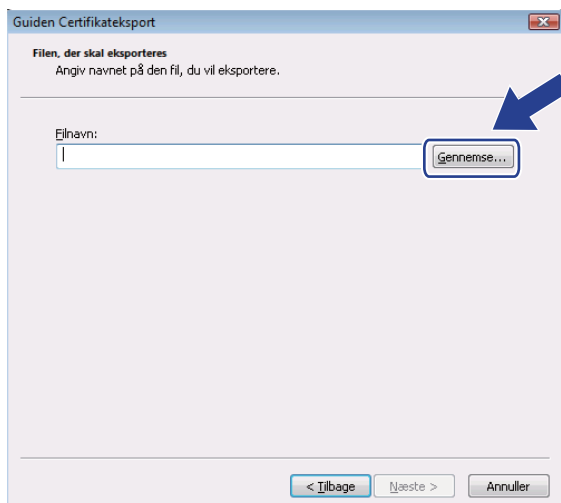 Guiden Certifikateksport
Filen, der skal eksporteres
Angiv navnet på den fil, du vil eksportere.
Filnavn:
Gennemse...
< Tilbage Næste > Annuller